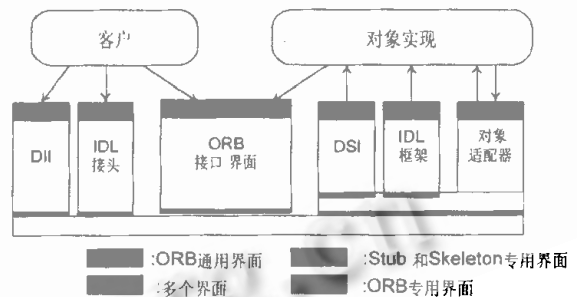 客户
对象实现
DII
IDL
接头
ORB
接口 界面
DSI
IDL
框架
对象
适配器
:ORB通用界面
:Stub 和Skeleton专用界面
:多个界面
:ORB专用界面